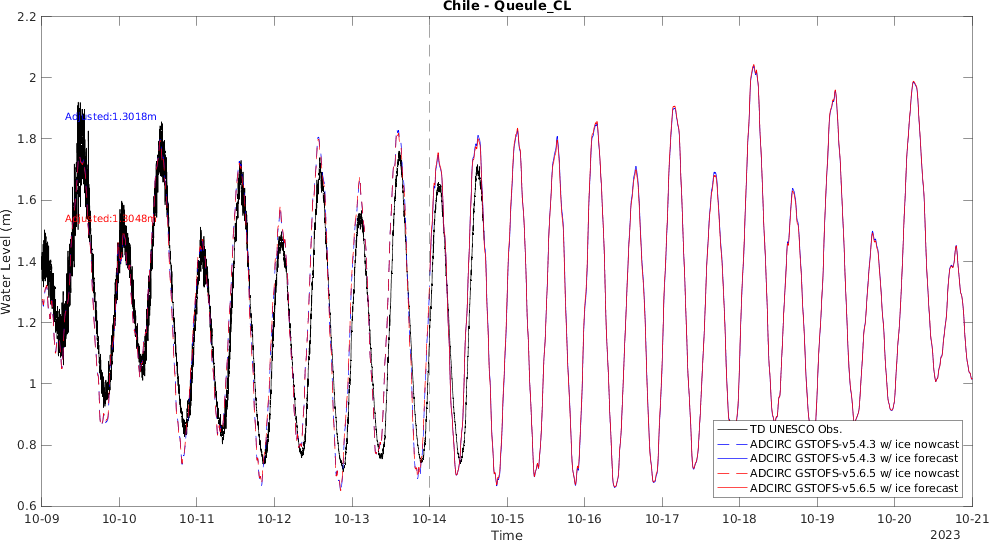 Chile - Queule_CL
Water Level (m)
2.2
2
1.8
1.6
1.4
1.2
1
0.8
0.6
Adjusted:1.3018m
Adjusted:1.3048m
TD UNESCO Obs.
ADCIRC GSTOFS-v5.4.3 w/ ice nowcast
ADCIRC GSTOFS-v5.4.3 w/ ice forecast
ADCIRC GSTOFS-v5.6.5 w/ ice nowcast
ADCIRC GSTOFS-v5.6.5 w/ ice forecast
10-09 10-10 10-11 10-12 10-13 10-14 10-15 10-16 10-17 10-18 10-19 10-20 10-21
Time
2023